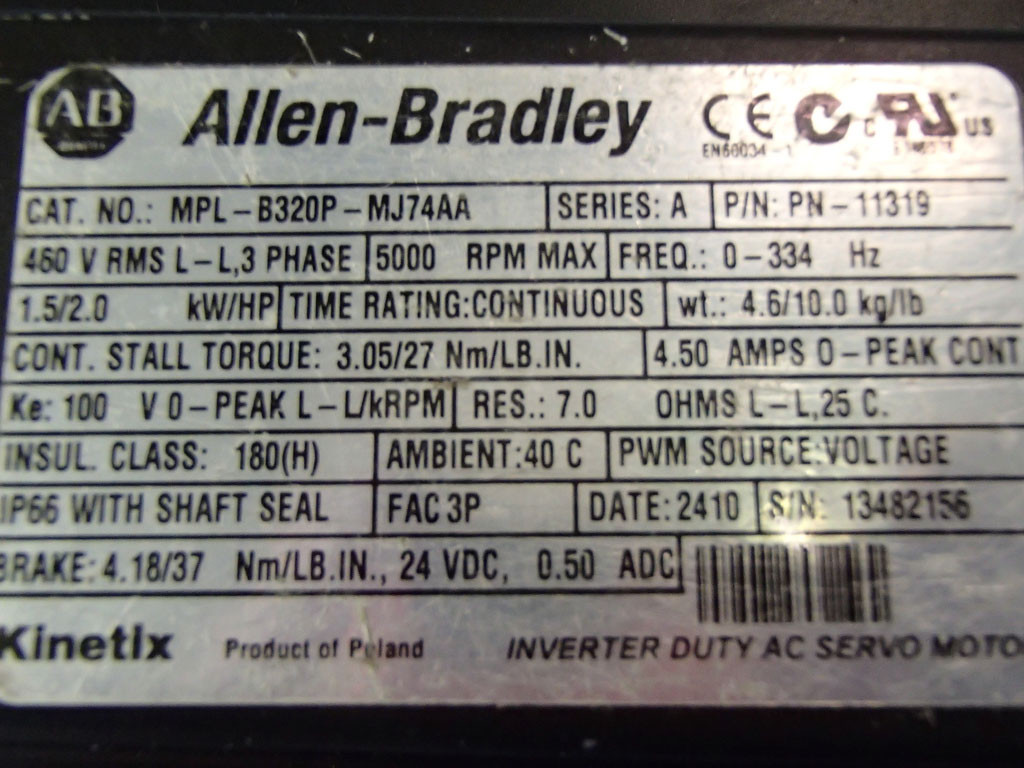 AB Allen-Bradley CE C UR US
EN60034-1
CAT. NO.: MPL-B320P-MJ74AA SERIES: A P/N: PN-11319
460 V RMS L-L,3 PHASE 5000 RPM MAX FREQ.: 0-334 Hz
1.5/2.0 kW/HP TIME RATING:CONTINUOUS wt.: 4.6/10.0 kg/lb
CONT. STALL TORQUE: 3.05/27 Nm/LB.IN. 4.50 AMPS 0-PEAK CONT
Ke: 100 V 0-PEAK L-L/kRPM RES.: 7.0 OHMS L-L,25 C.
INSUL. CLASS: 180(H) AMBIENT:40 C PWM SOURCE:VOLTAGE
IP66 WITH SHAFT SEAL FAC 3P DATE: 2410 S/N: 13482156
BRAKE: 4.18/37 Nm/LB.IN., 24 VDC, 0.50 ADC
Kinetix Product of Poland INVERTER DUTY AC SERVO MOTO